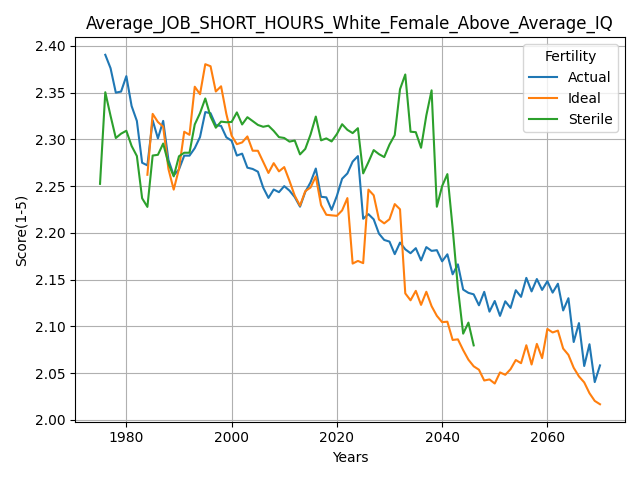 Average_JOB_SHORT_HOURS_White_Female_Above_Average_IQ
Fertility
Actual
Ideal
Sterile
Score(1-5)
2.40
2.35
2.30
2.25
2.20
2.15
2.10
2.05
2.00
1980
2000
2020
2040
2060
Years